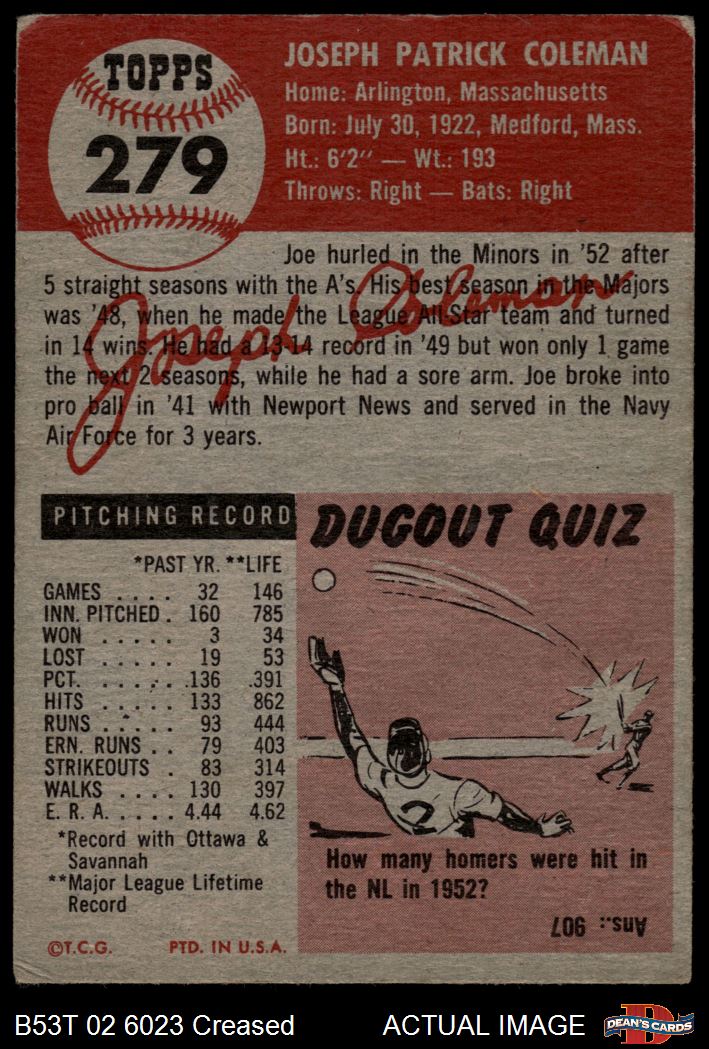 TOPPS
279
JOSEPH PATRICK COLEMAN
Home: Arlington, Massachusetts
Born: July 30, 1922, Medford, Mass.
Ht.: 6'2" — Wt.: 193
Throws: Right — Bats: Right
Joe hurled in the Minors in '52 after
5 straight seasons with the A's. His best season in the Majors
was '48, when he made the League All-Star team and turned
in 14 wins. He had a 13-14 record in '49 but won only 1 game
the next 2 seasons, while he had a sore arm. Joe broke into
pro ball in '41 with Newport News and served in the Navy
Air Force for 3 years.
Joseph Coleman
PITCHING RECORD
*PAST YR. **LIFE
GAMES . . . . 32 146
INN. PITCHED . 160 785
WON . . . . . 3 34
LOST . . . . . 19 53
PCT. . . . . . .136 .391
HITS . . . . . 133 862
RUNS . . . . . 93 444
ERN. RUNS . . 79 403
STRIKEOUTS . 83 314
WALKS . . . . 130 397
E. R. A. . . . . 4.44 4.62
*Record with Ottawa &
Savannah
**Major League Lifetime
Record
©T.C.G. PTD. IN U.S.A.
DUGOUT QUIZ
2
How many homers were hit in
the NL in 1952?
Ans.: 907
B53T 02 6023 Creased ACTUAL IMAGE
DEAN'S CARDS